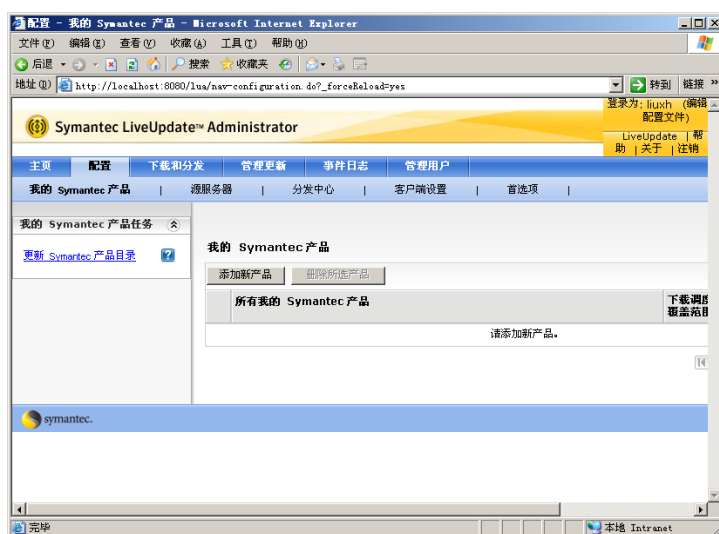 配置 - 我的 Symantec 产品 - Microsoft Internet Explorer
文件(F) 编辑(E) 查看(V) 收藏(A) 工具(T) 帮助(H)
后退 搜索 收藏夹
地址(D) http://localhost:8080/lua/nav-configuration.do?_forceReload=yes 转到 链接 »
登录为: liuxh (编辑
配置文件)
Symantec LiveUpdate™ Administrator
LiveUpdate | 帮
助 | 关于 | 注销
主页 配置 下载和分发 管理更新 事件日志 管理用户
我的 Symantec 产品 | 源服务器 | 分发中心 | 客户端设置 | 首选项 |
我的 Symantec 产品任务
更新 Symantec 产品目录 ?
我的 Symantec 产品
添加新产品 删除所选产品
所有我的 Symantec 产品
下载调度
覆盖范围
请添加新产品。
symantec.
完毕 本地 Intranet